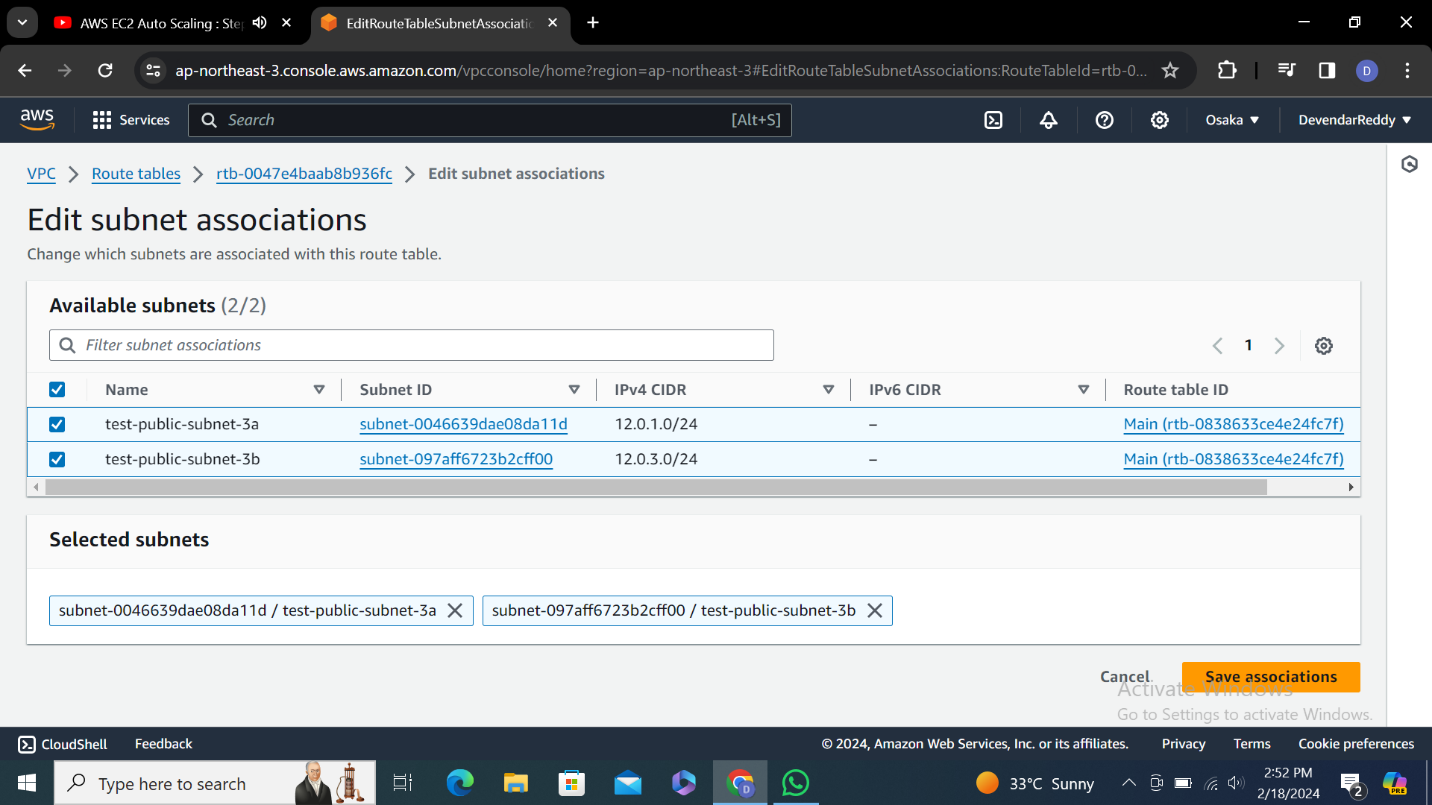 AWS EC2 Auto Scaling : Ste
EditRouteTableSubnetAssociatio
ap-northeast-3.console.aws.amazon.com/vpcconsole/home?region=ap-northeast-3#EditRouteTableSubnetAssociations:RouteTableId=rtb-0...
D
aws
Services
Search
[Alt+S]
Osaka
DevendarReddy
VPC
Route tables
rtb-0047e4baab8b936fc
Edit subnet associations
Edit subnet associations
Change which subnets are associated with this route table.
Available subnets (2/2)
Filter subnet associations
1
Name Subnet ID IPv4 CIDR IPv6 CIDR Route table ID
test-public-subnet-3a subnet-0046639dae08da11d 12.0.1.0/24 – Main (rtb-0838633ce4e24fc7f)
test-public-subnet-3b subnet-097aff6723b2cff00 12.0.3.0/24 – Main (rtb-0838633ce4e24fc7f)
Selected subnets
subnet-0046639dae08da11d / test-public-subnet-3a
subnet-097aff6723b2cff00 / test-public-subnet-3b
Cancel
Save associations
Activate Windows
Go to Settings to activate Windows.
CloudShell
Feedback
© 2024, Amazon Web Services, Inc. or its affiliates.
Privacy
Terms
Cookie preferences
Type here to search
D
33°C Sunny
2:52 PM
2/18/2024
2
PRE